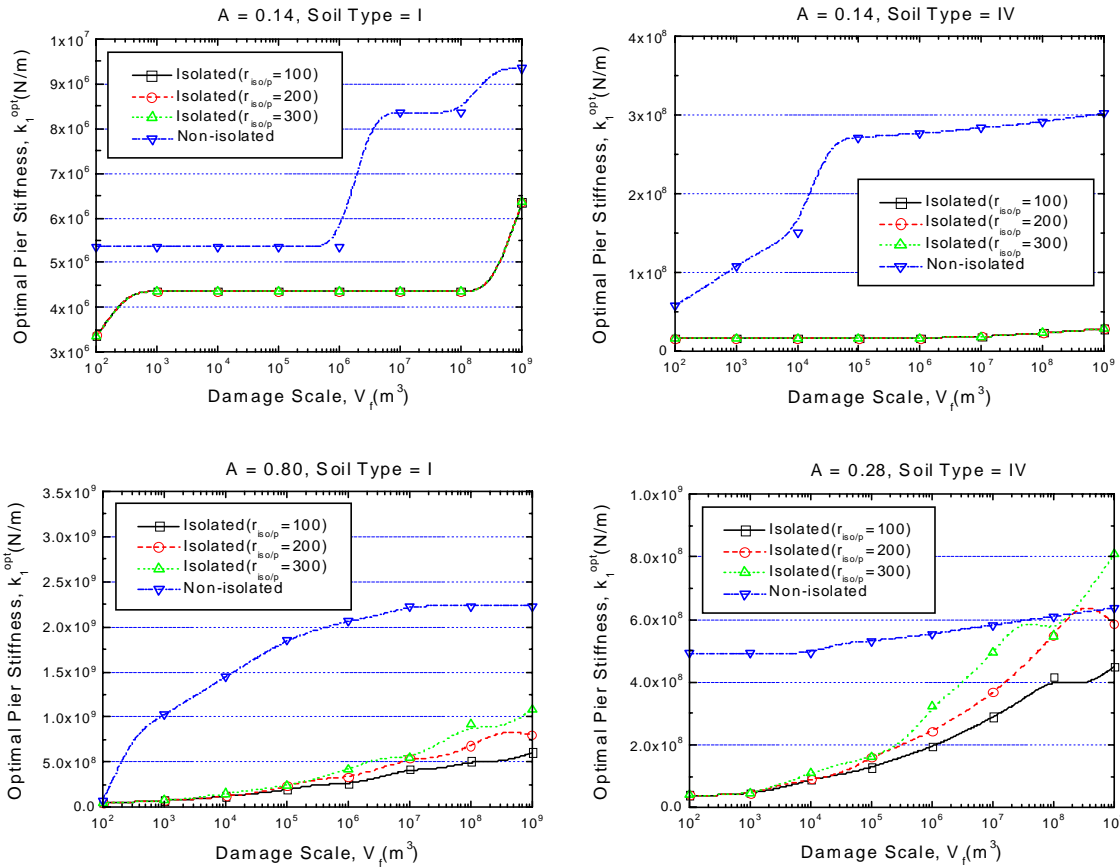 A = 0.14, Soil Type = I
Optimal Pier Stiffness, k₁ᵒᵖᵗ(N/m)
1x10⁷
9x10⁶
8x10⁶
7x10⁶
6x10⁶
5x10⁶
4x10⁶
3x10⁶
Isolated(r_iso/p=100)
Isolated(r_iso/p=200)
Isolated(r_iso/p=300)
Non-isolated
10² 10³ 10⁴ 10⁵ 10⁶ 10⁷ 10⁸ 10⁹
Damage Scale, V_f(m³)
A = 0.14, Soil Type = IV
Optimal Pier Stiffness, k₁ᵒᵖᵗ(N/m)
4x10⁸
3x10⁸
2x10⁸
1x10⁸
0
Isolated(r_iso/p=100)
Isolated(r_iso/p=200)
Isolated(r_iso/p=300)
Non-isolated
10² 10³ 10⁴ 10⁵ 10⁶ 10⁷ 10⁸ 10⁹
Damage Scale, V_f(m³)
A = 0.80, Soil Type = I
Optimal Pier Stiffness, k₁ᵒᵖᵗ(N/m)
3.5x10⁹
3.0x10⁹
2.5x10⁹
2.0x10⁹
1.5x10⁹
1.0x10⁹
5.0x10⁸
0.0
Isolated(r_iso/p=100)
Isolated(r_iso/p=200)
Isolated(r_iso/p=300)
Non-isolated
10² 10³ 10⁴ 10⁵ 10⁶ 10⁷ 10⁸ 10⁹
Damage Scale, V_f(m³)
A = 0.28, Soil Type = IV
Optimal Pier Stiffness, k₁ᵒᵖᵗ(N/m)
1.0x10⁹
8.0x10⁸
6.0x10⁸
4.0x10⁸
2.0x10⁸
0.0
Isolated(r_iso/p=100)
Isolated(r_iso/p=200)
Isolated(r_iso/p=300)
Non-isolated
10² 10³ 10⁴ 10⁵ 10⁶ 10⁷ 10⁸ 10
Damage Scale, V_f(m³)